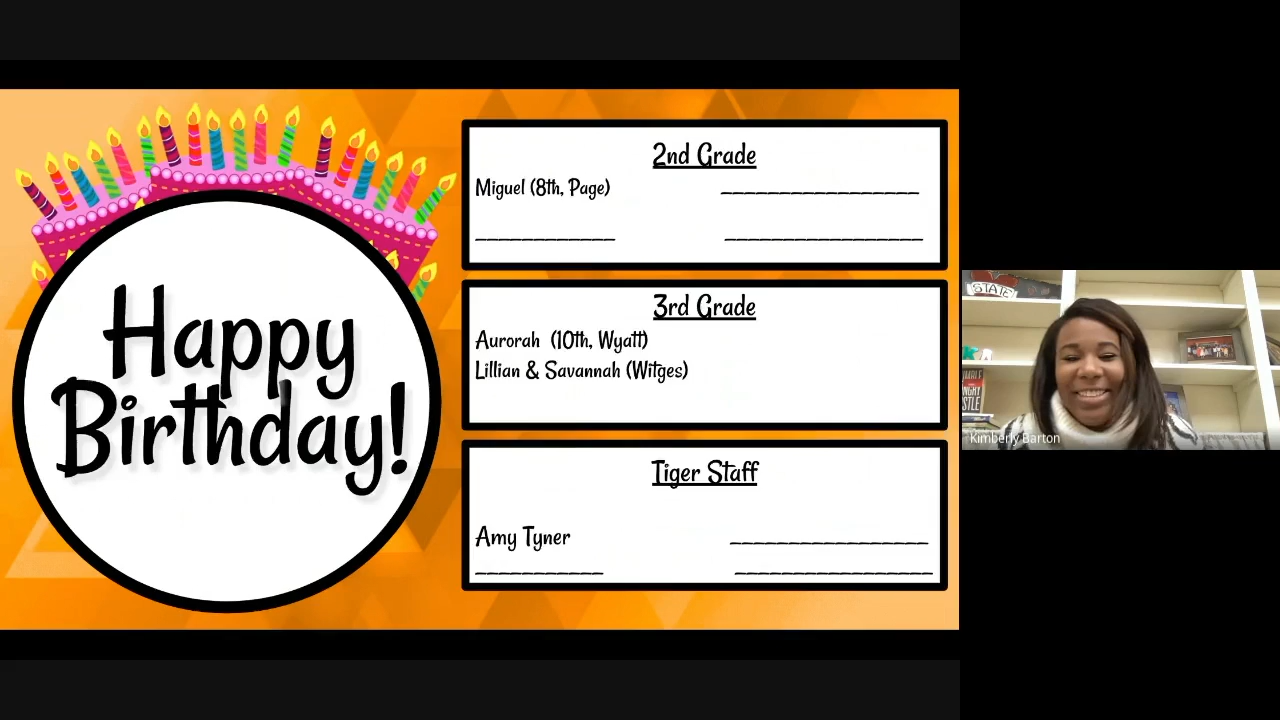 Happy
Birthday!
2nd Grade
Miguel (8th, Page)
3rd Grade
Aurorah (10th, Wyatt)
Lillian & Savannah (Witges)
Tiger Staff
Amy Tyner
STATE
Kimberly Barton